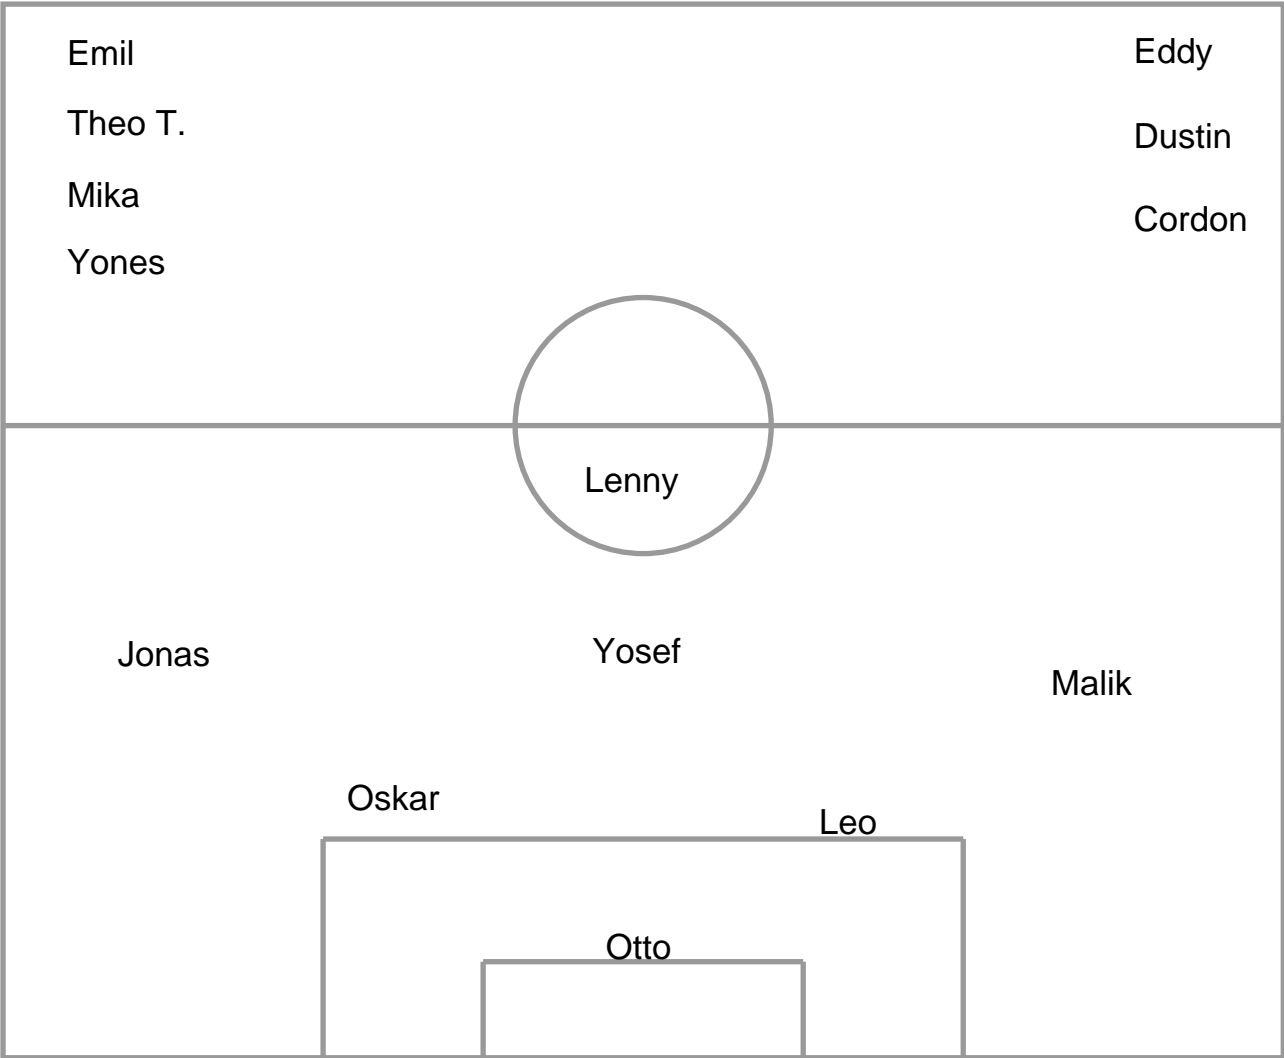 Emil
Theo T.
Mika
Yones
Eddy
Dustin
Cordon
Lenny
Jonas
Yosef
Malik
Oskar
Leo
Otto